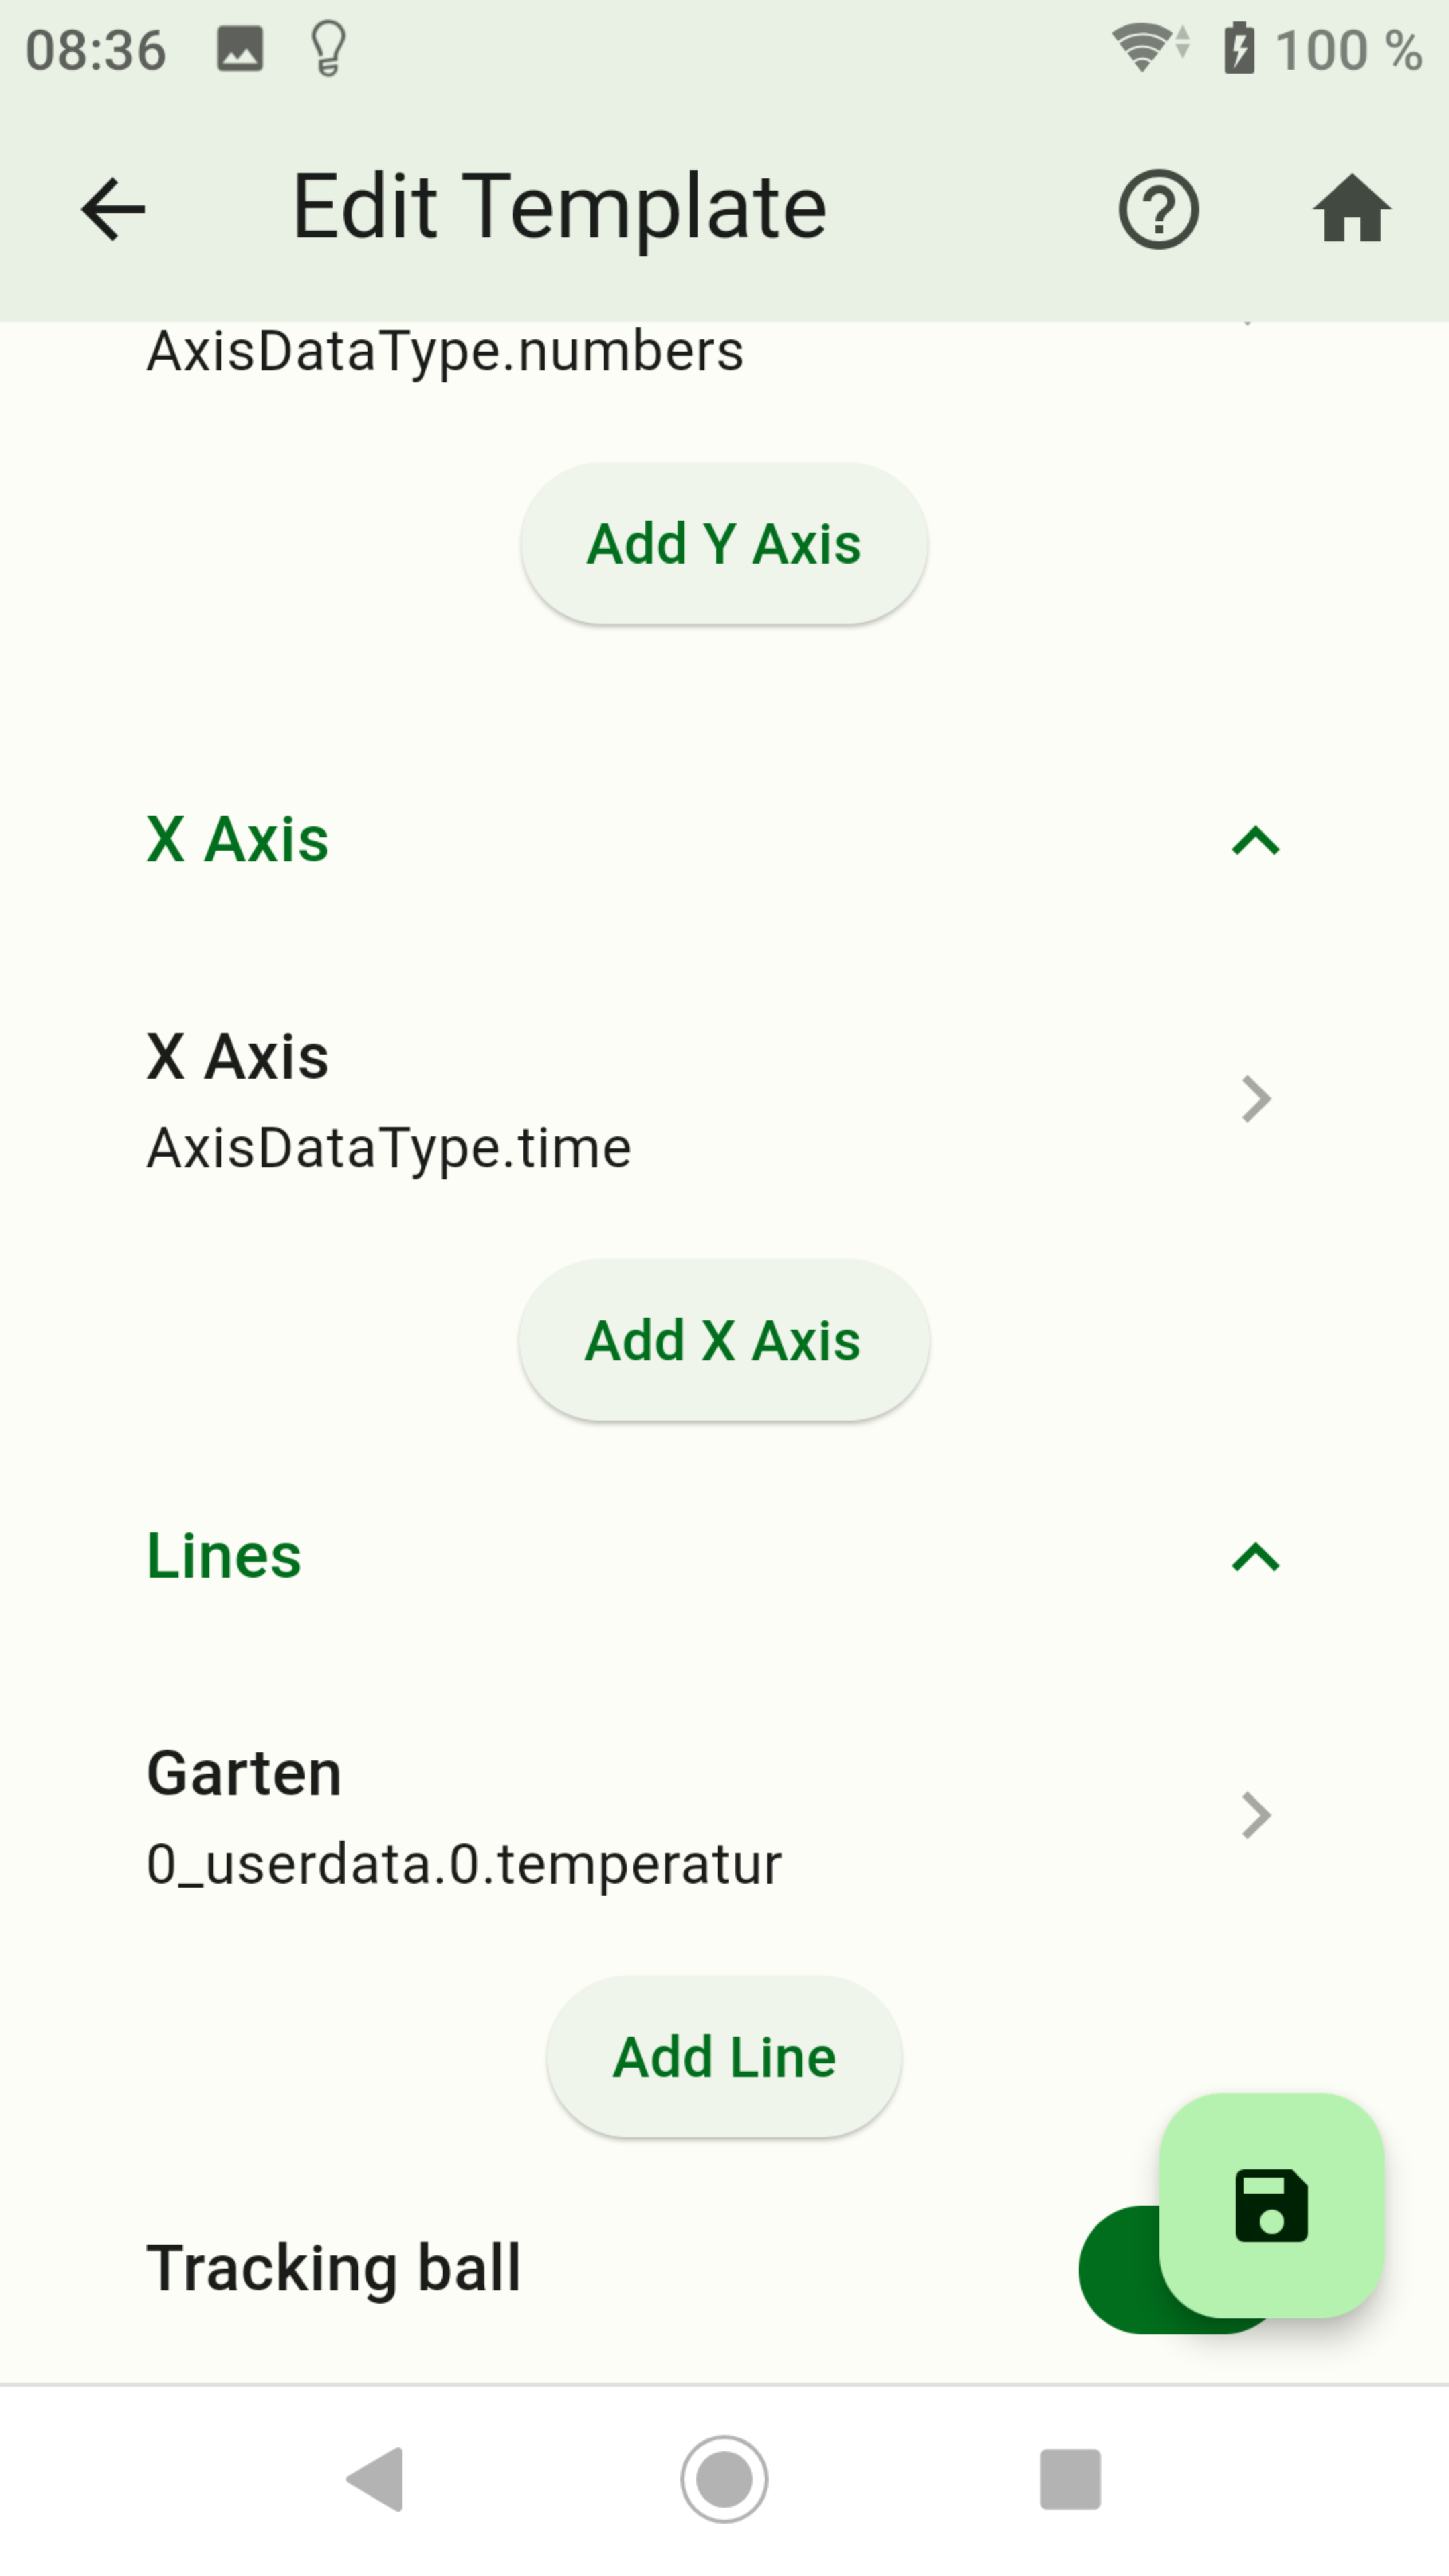 08:36 100 %
Edit Template
AxisDataType.numbers
Add Y Axis
X Axis
X Axis
AxisDataType.time
Add X Axis
Lines
Garten
0_userdata.0.temperatur
Add Line
Tracking ball